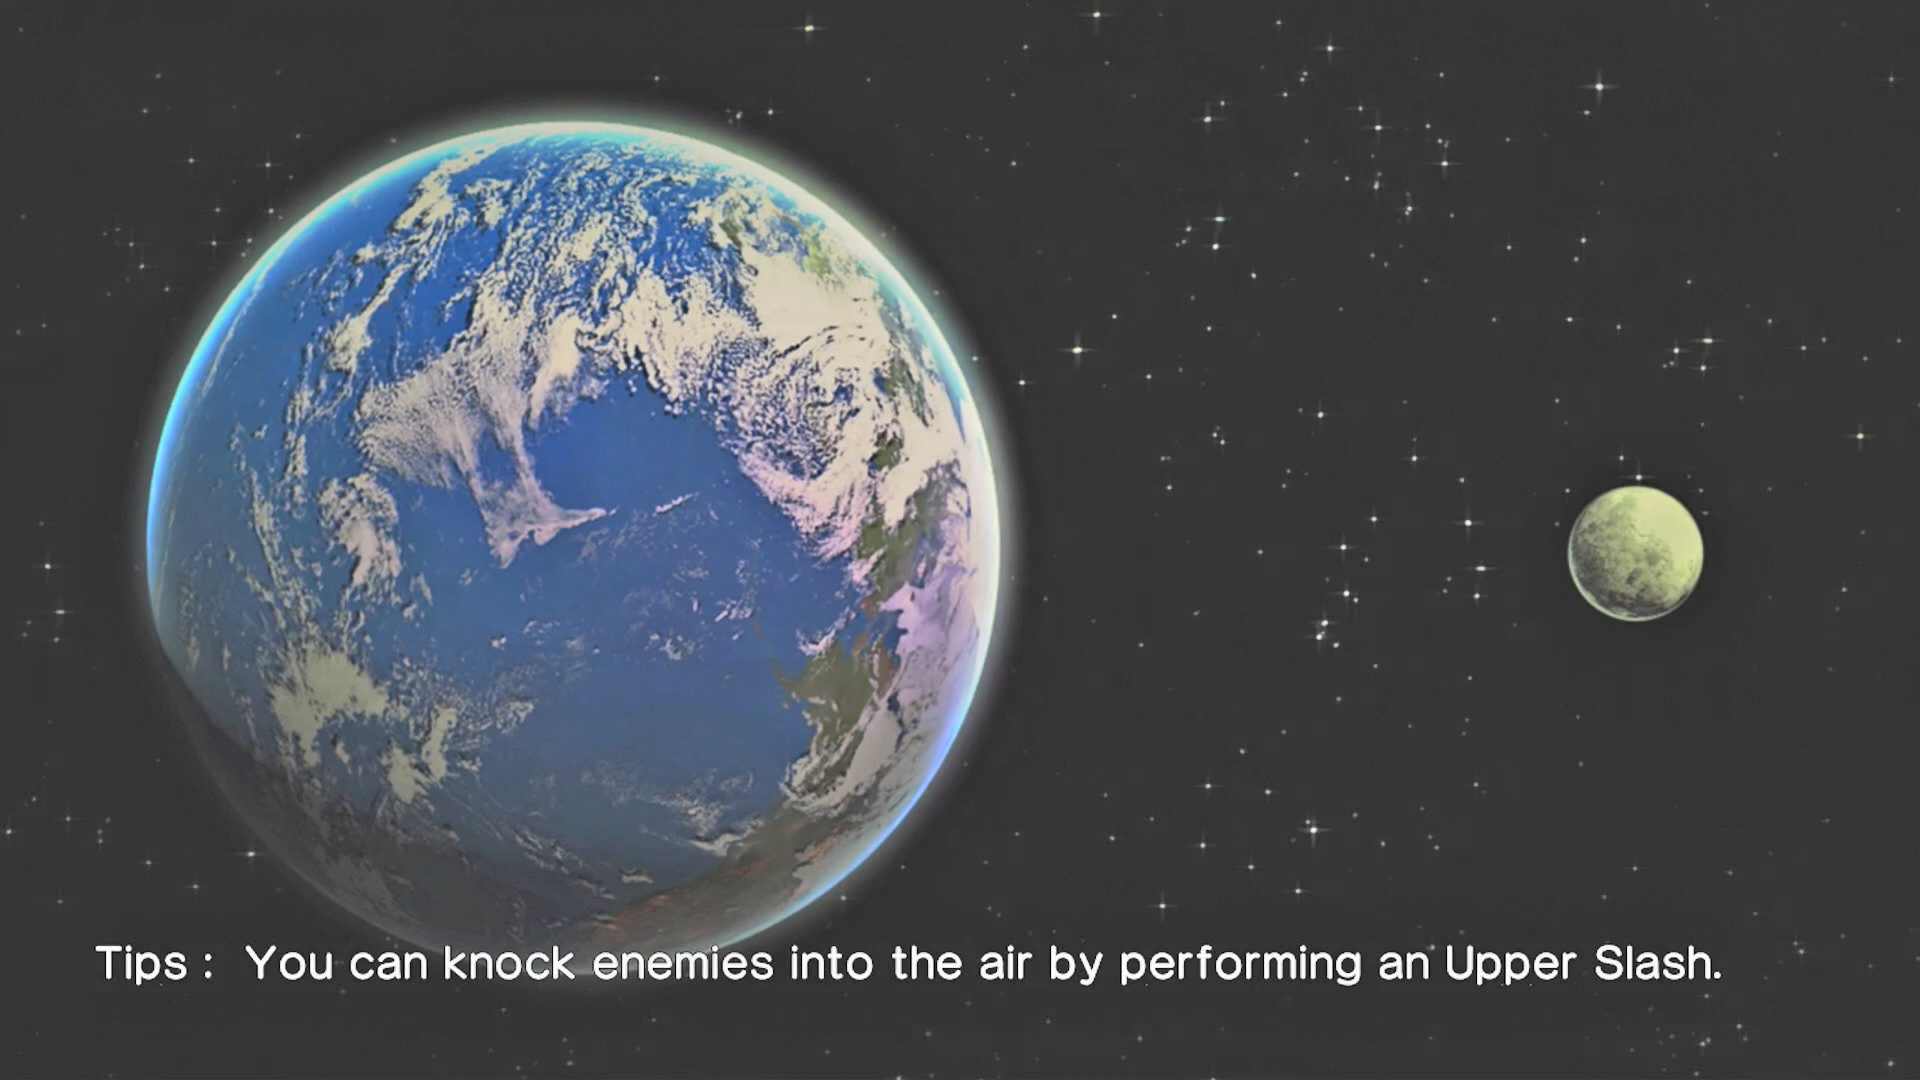 Tips : You can knock enemies into the air by performing an Upper Slash.